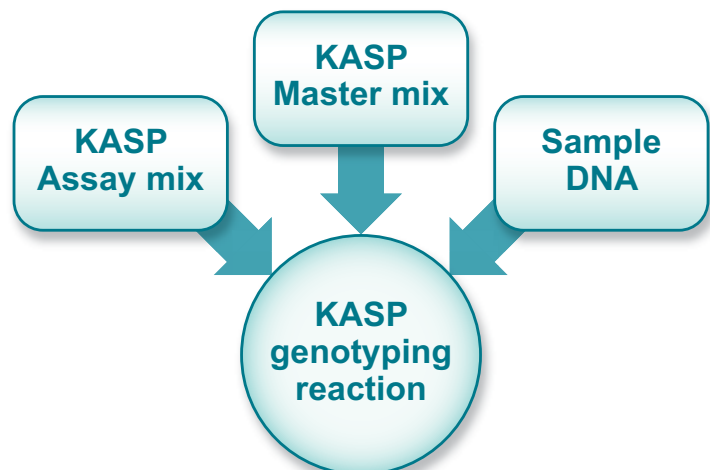 KASP
Master mix
KASP
Assay mix
Sample
DNA
KASP
genotyping
reaction